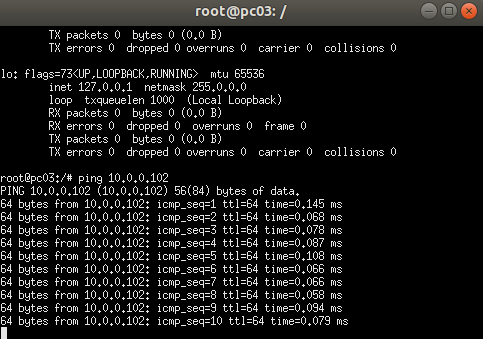 root@pc03: /
TX packets 0  bytes 0 (0.0 B)
TX errors 0  dropped 0 overruns 0  carrier 0  collisions 0
lo: flags=73<UP,LOOPBACK,RUNNING>  mtu 65536
inet 127.0.0.1  netmask 255.0.0.0
loop  txqueuelen 1000  (Local Loopback)
RX packets 0  bytes 0 (0.0 B)
RX errors 0  dropped 0  overruns 0  frame 0
TX packets 0  bytes 0 (0.0 B)
TX errors 0  dropped 0 overruns 0  carrier 0  collisions 0
root@pc03:/# ping 10.0.0.102
PING 10.0.0.102 (10.0.0.102) 56(84) bytes of data.
64 bytes from 10.0.0.102: icmp_seq=1 ttl=64 time=0.145 ms
64 bytes from 10.0.0.102: icmp_seq=2 ttl=64 time=0.068 ms
64 bytes from 10.0.0.102: icmp_seq=3 ttl=64 time=0.078 ms
64 bytes from 10.0.0.102: icmp_seq=4 ttl=64 time=0.087 ms
64 bytes from 10.0.0.102: icmp_seq=5 ttl=64 time=0.108 ms
64 bytes from 10.0.0.102: icmp_seq=6 ttl=64 time=0.066 ms
64 bytes from 10.0.0.102: icmp_seq=7 ttl=64 time=0.066 ms
64 bytes from 10.0.0.102: icmp_seq=8 ttl=64 time=0.058 ms
64 bytes from 10.0.0.102: icmp_seq=9 ttl=64 time=0.094 ms
64 bytes from 10.0.0.102: icmp_seq=10 ttl=64 time=0.079 ms